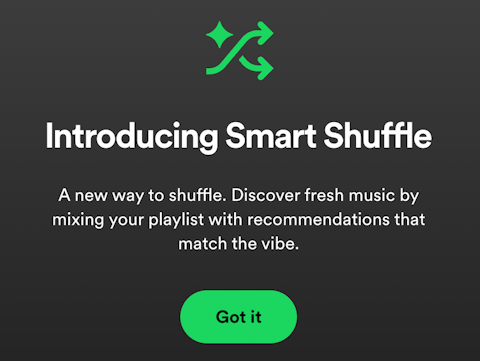 Introducing Smart Shuffle
A new way to shuffle. Discover fresh music by
mixing your playlist with recommendations that
match the vibe.
Got it